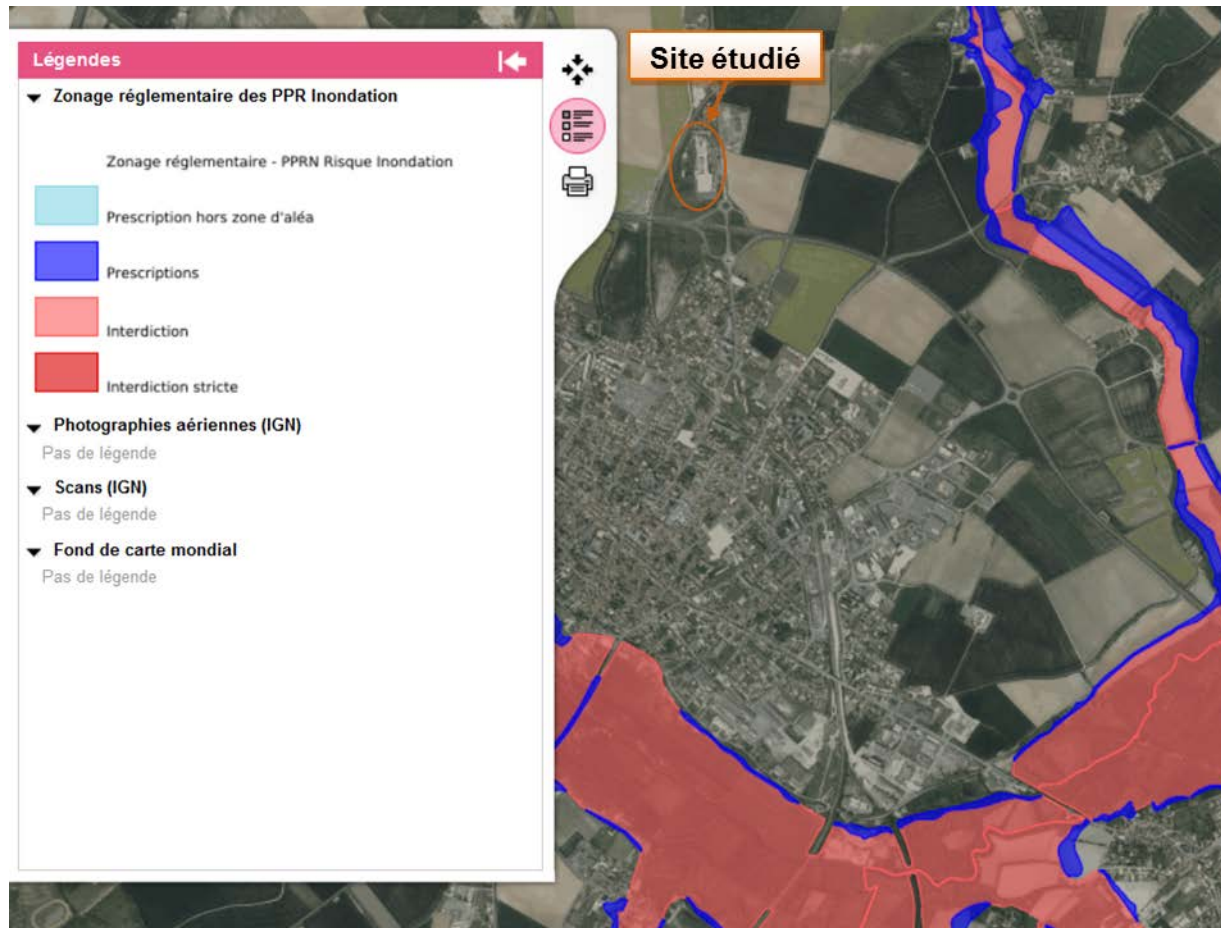 Légendes
Zonage réglementaire des PPR Inondation
Zonage réglementaire - PPRN Risque Inondation
Prescription hors zone d'aléa
Prescriptions
Interdiction
Interdiction stricte
Photographies aériennes (IGN)
Pas de légende
Scans (IGN)
Pas de légende
Fond de carte mondial
Pas de légende
Site étudié